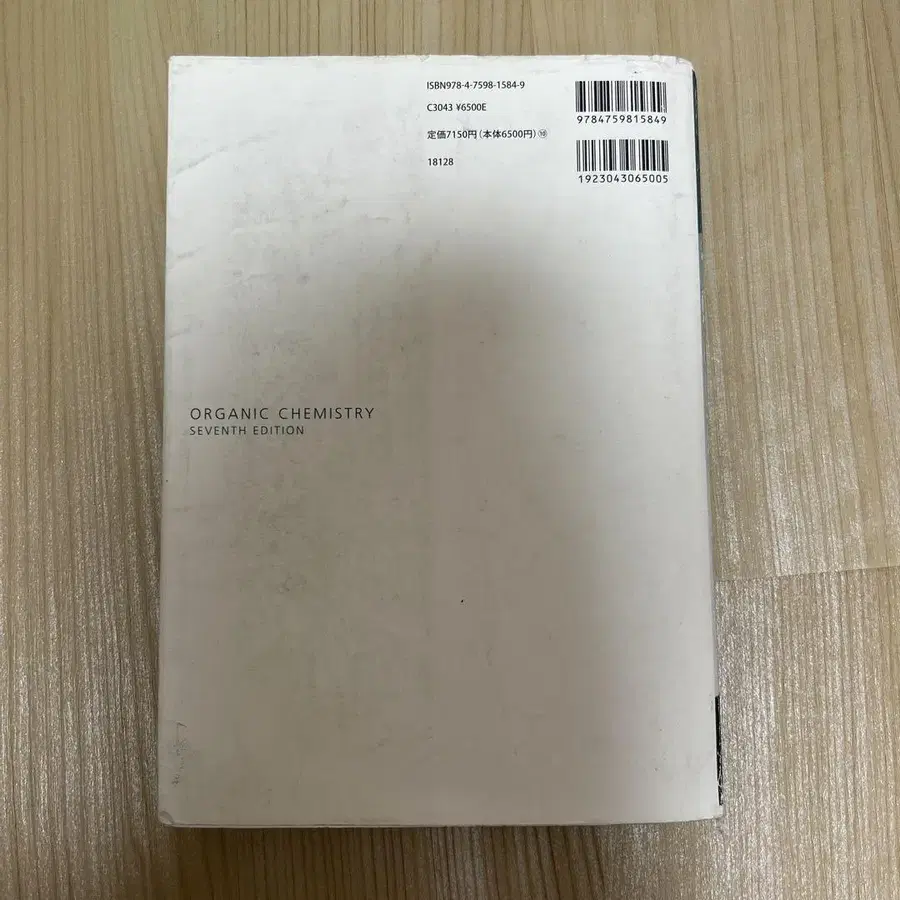 ISBN978-4-7598-1584-9
C3043 ¥6500E
定価7150円(本体6500円)⑩
18128
9784759815849
1923043065005
ORGANIC CHEMISTRY
SEVENTH EDITION